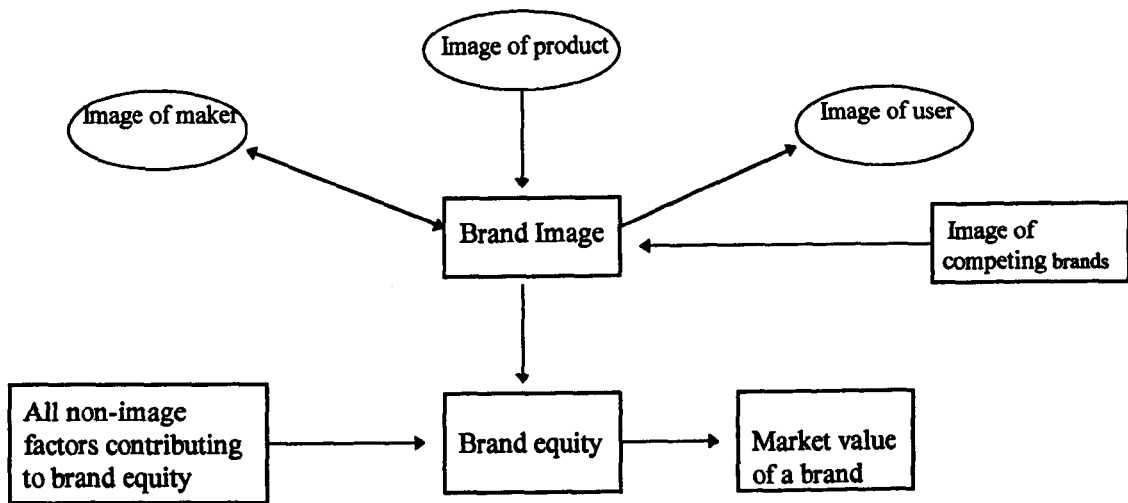 Image of product
Image of maker
Image of user
Brand Image
Image of
competing brands
All non-image
factors contributing
to brand equity
Brand equity
Market value
of a brand